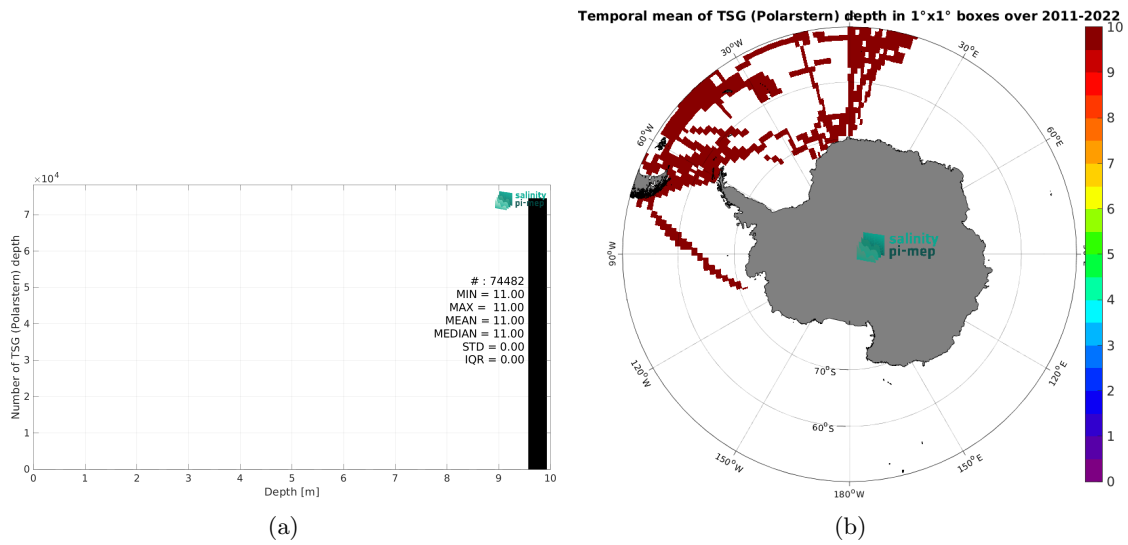 ×10⁴
7
6
5
4
3
2
1
0
Number of TSG (Polarstern) depth
salinity
pi-mep
# : 74482
MIN = 11.00
MAX = 11.00
MEAN = 11.00
MEDIAN = 11.00
STD = 0.00
IQR = 0.00
0 1 2 3 4 5 6 7 8 9 10
Depth [m]
(a)
Temporal mean of TSG (Polarstern) depth in 1°x1° boxes over 2011-2022
30°W
30°E
60°W
60°E
90°W
120°W
120°E
150°W
150°E
180°W
70°S
60°S
salinity
pi-mep
10
9
8
7
6
5
4
3
2
1
0
(b)